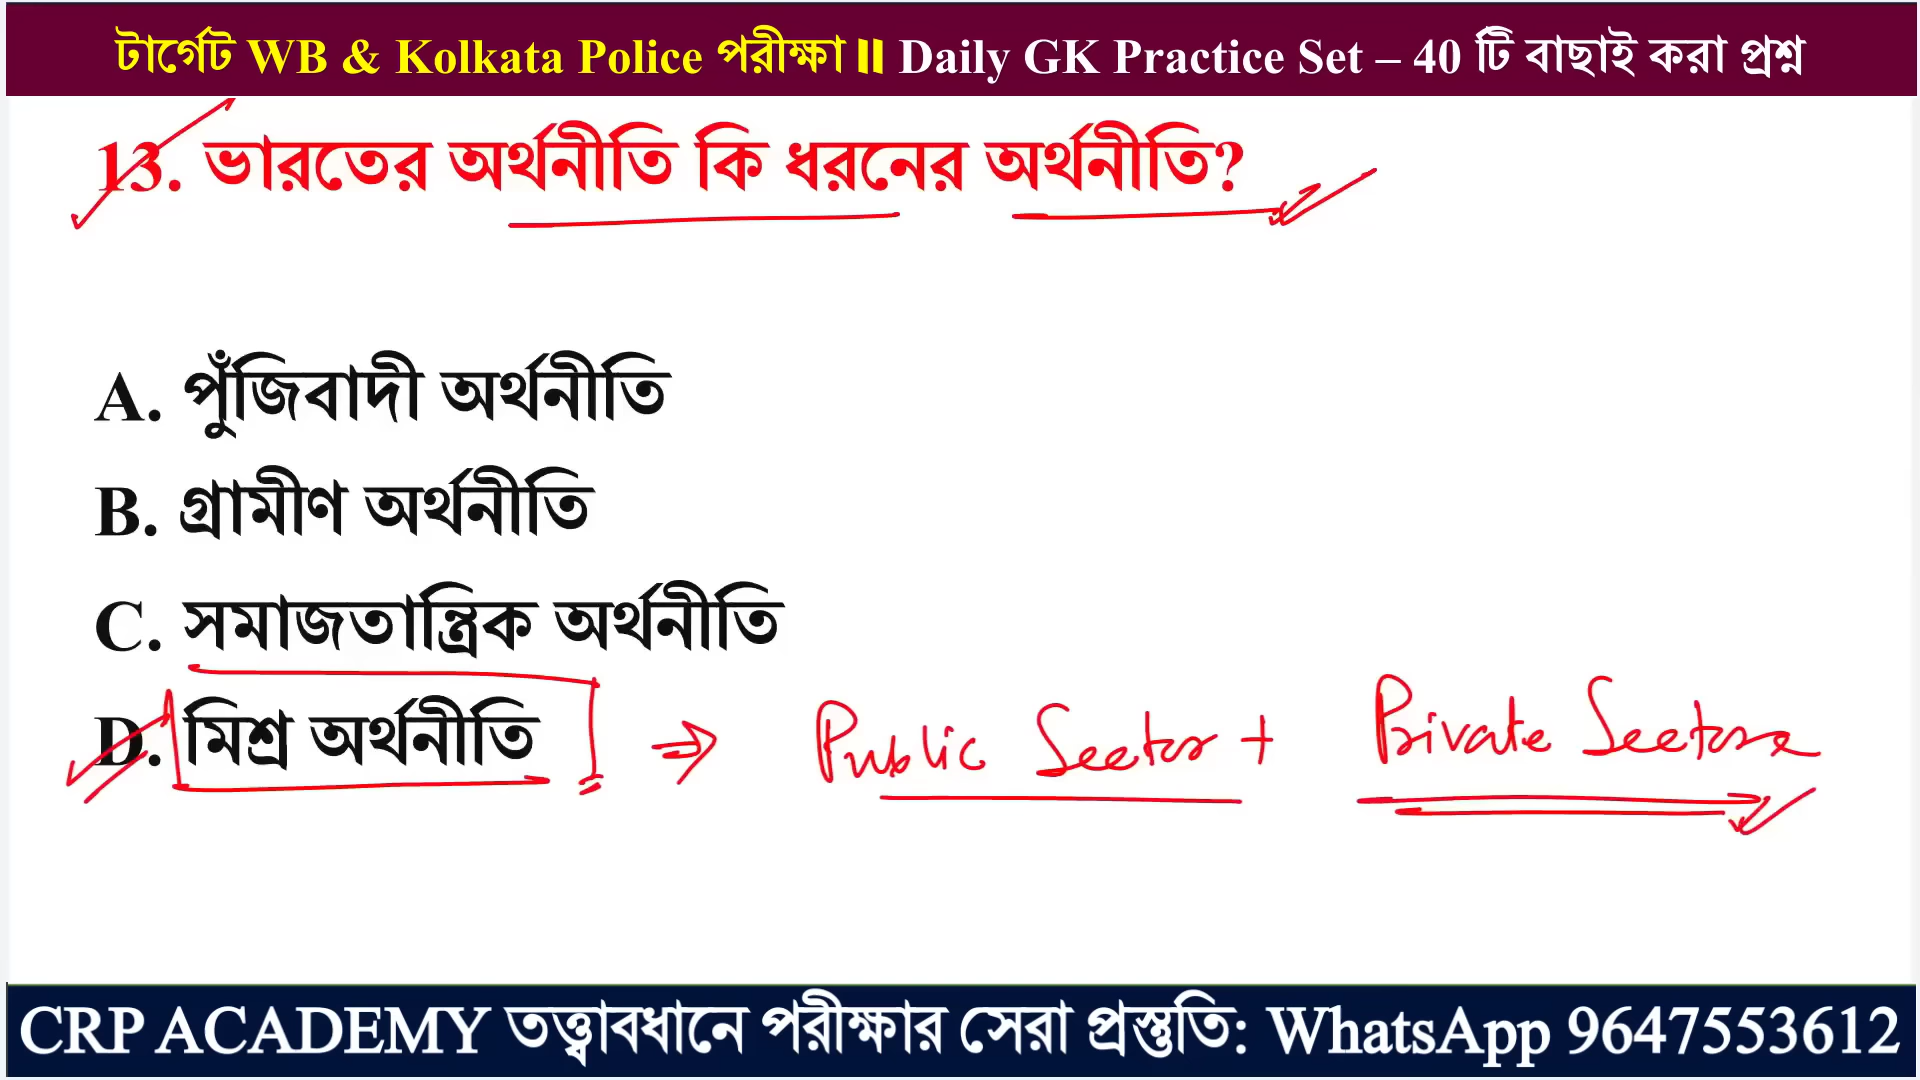 টার্গেট WB & Kolkata Police পরীক্ষা॥ Daily GK Practice Set – 40 টি বাছাই করা প্রশ্ন
13. ভারতের অর্থনীতি কি ধরনের অর্থনীতি?
A. পুঁজিবাদী অর্থনীতি
B. গ্রামীণ অর্থনীতি
C. সমাজতান্ত্রিক অর্থনীতি
D. মিশ্র অর্থনীতি ⇒ Public Sector + Private Sector
CRP ACADEMY তত্ত্বাবধানে পরীক্ষার সেরা প্রস্তুতি: WhatsApp 9647553612